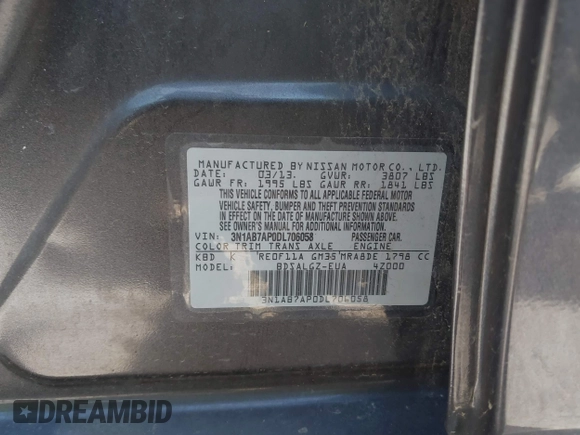 MANUFACTURED BY NISSAN MOTOR CO., LTD.
DATE: 03/13. GVWR: 3807 LBS
GAWR FR: 1995 LBS GAWR RR: 1841 LBS
THIS VEHICLE CONFORMS TO ALL APPLICABLE FEDERAL MOTOR
VEHICLE SAFETY, BUMPER AND THEFT PREVENTION STANDARDS
IN EFFECT ON THE DATE OF MANUFACTURE SHOWN ABOVE.
SEE OWNER'S MANUAL FOR ADDITIONAL INFORMATION.
VIN: 3N1AB7AP0DL706058 PASSENGER CAR.
COLOR TRIM TRANS AXLE ENGINE
KBD K RE0F11A GM35 MRA8DE 1798 CC
MODEL: BDSALGZ-EUA 4Z000
3N1AB7AP0DL706058
DREAMBID